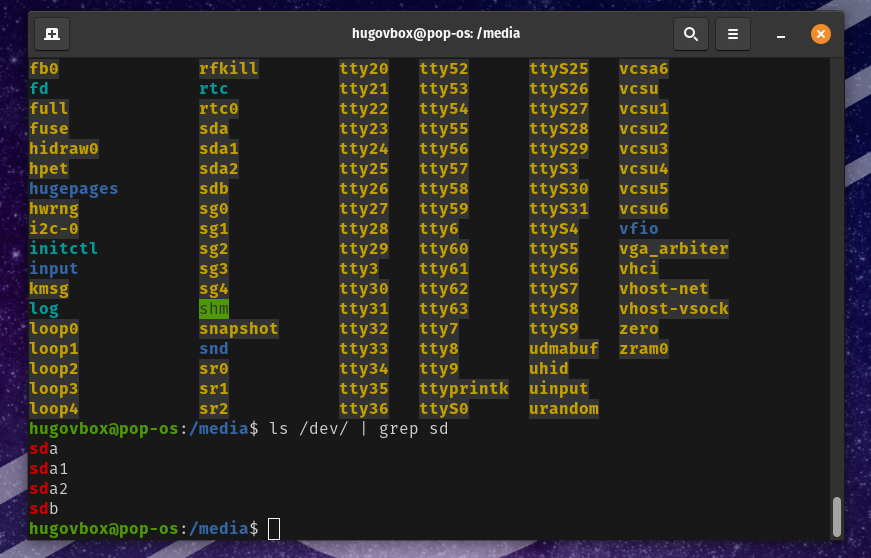 hugovbox@pop-os: /media
fb0 rfkill tty20 tty52 ttyS25 vcsa6
fd rtc tty21 tty53 ttyS26 vcsu
full rtc0 tty22 tty54 ttyS27 vcsu1
fuse sda tty23 tty55 ttyS28 vcsu2
hidraw0 sda1 tty24 tty56 ttyS29 vcsu3
hpet sda2 tty25 tty57 ttyS3 vcsu4
hugepages sdb tty26 tty58 ttyS30 vcsu5
hwrng sg0 tty27 tty59 ttyS31 vcsu6
i2c-0 sg1 tty28 tty6 ttyS4 vfio
initctl sg2 tty29 tty60 ttyS5 vga_arbiter
input sg3 tty3 tty61 ttyS6 vhci
kmsg sg4 tty30 tty62 ttyS7 vhost-net
log shm tty31 tty63 ttyS8 vhost-vsock
loop0 snapshot tty32 tty7 ttyS9 zero
loop1 snd tty33 tty8 udmabuf zram0
loop2 sr0 tty34 tty9 uhid
loop3 sr1 tty35 ttyprintk uinput
loop4 sr2 tty36 ttyS0 urandom
hugovbox@pop-os:/media$ ls /dev/ | grep sd
sda
sda1
sda2
sdb
hugovbox@pop-os:/media$